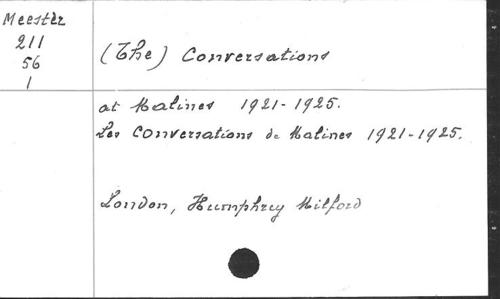 Meester
211
56
1
(The) Conversations
at Malines 1921-1925.
Les Conversations de Malines 1921-1925.
London, Humphrey Milford